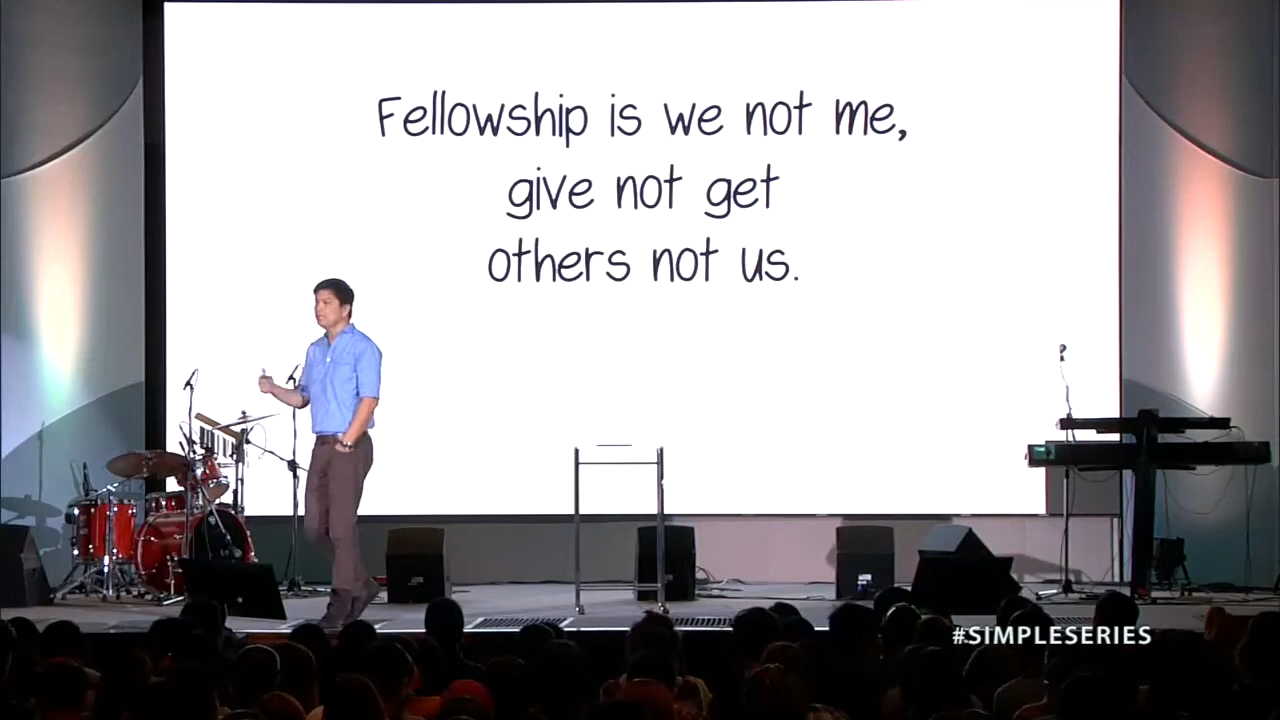 Fellowship is we not me,
give not get
others not us.
#SIMPLESERIES